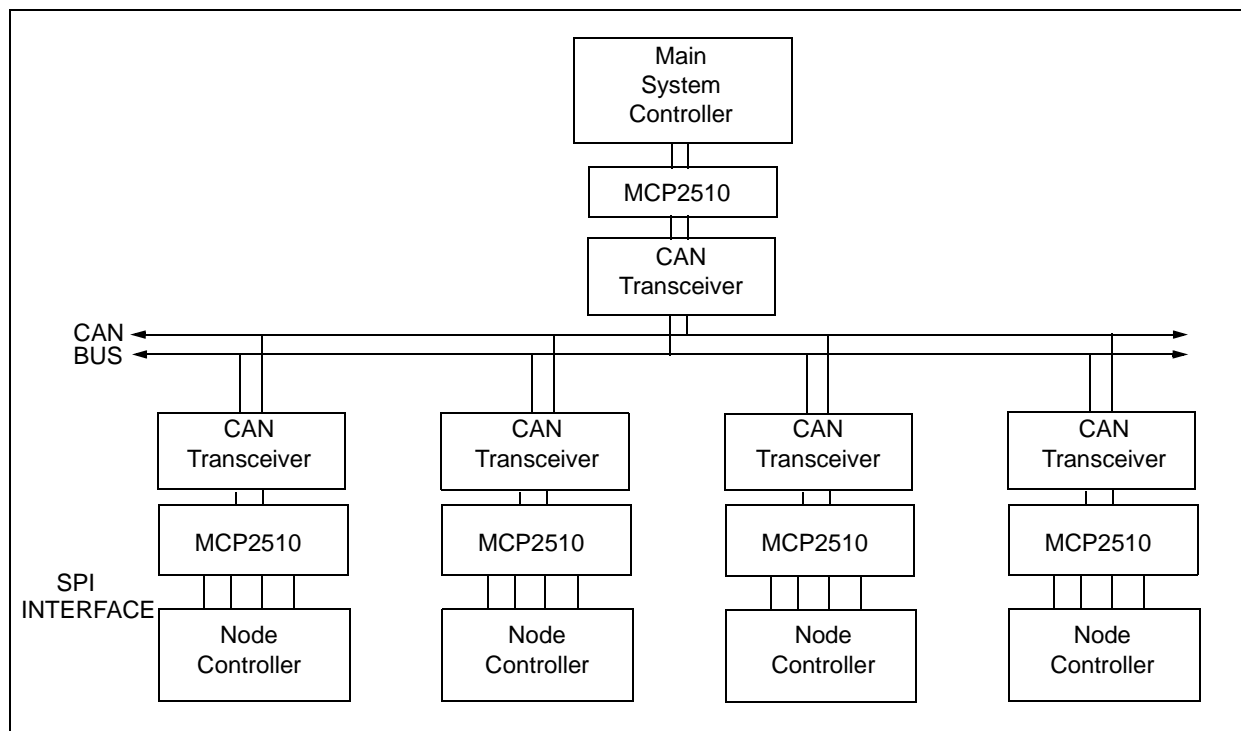 Main
System
Controller
MCP2510
CAN
Transceiver
CAN
BUS
CAN
Transceiver
CAN
Transceiver
CAN
Transceiver
CAN
Transceiver
MCP2510
MCP2510
MCP2510
MCP2510
SPI
INTERFACE
Node
Controller
Node
Controller
Node
Controller
Node
Controller